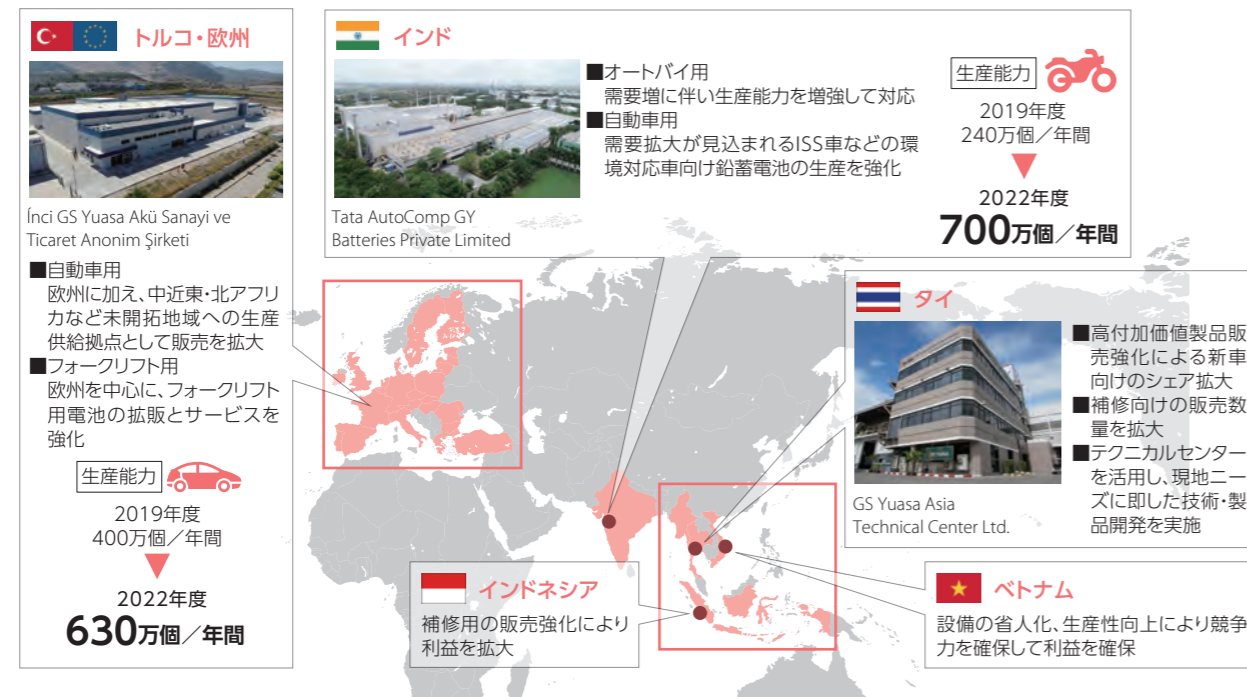 トルコ・欧州
Ínci GS Yuasa Akü Sanayi ve
Ticaret Anonim Şirketi
■自動車用
欧州に加え、中近東・北アフリ
カなど未開拓地域への生産
供給拠点として販売を拡大
■フォークリフト用
欧州を中心に、フォークリフト
用電池の拡販とサービスを
強化
生産能力
2019年度
400万個／年間
2022年度
630万個／年間
インド
Tata AutoComp GY
Batteries Private Limited
■オートバイ用
需要増に伴い生産能力を増強して対応
■自動車用
需要拡大が見込まれるISS車などの環
境対応車向け鉛蓄電池の生産を強化
生産能力
2019年度
240万個／年間
2022年度
700万個／年間
タイ
GS Yuasa Asia
Technical Center Ltd.
■高付加価値製品販
売強化による新車
向けのシェア拡大
■補修向けの販売数
量を拡大
■テクニカルセンター
を活用し、現地ニー
ズに即した技術・製
品開発を実施
インドネシア
補修用の販売強化により
利益を拡大
ベトナム
設備の省人化、生産性向上により競争
力を確保して利益を確保